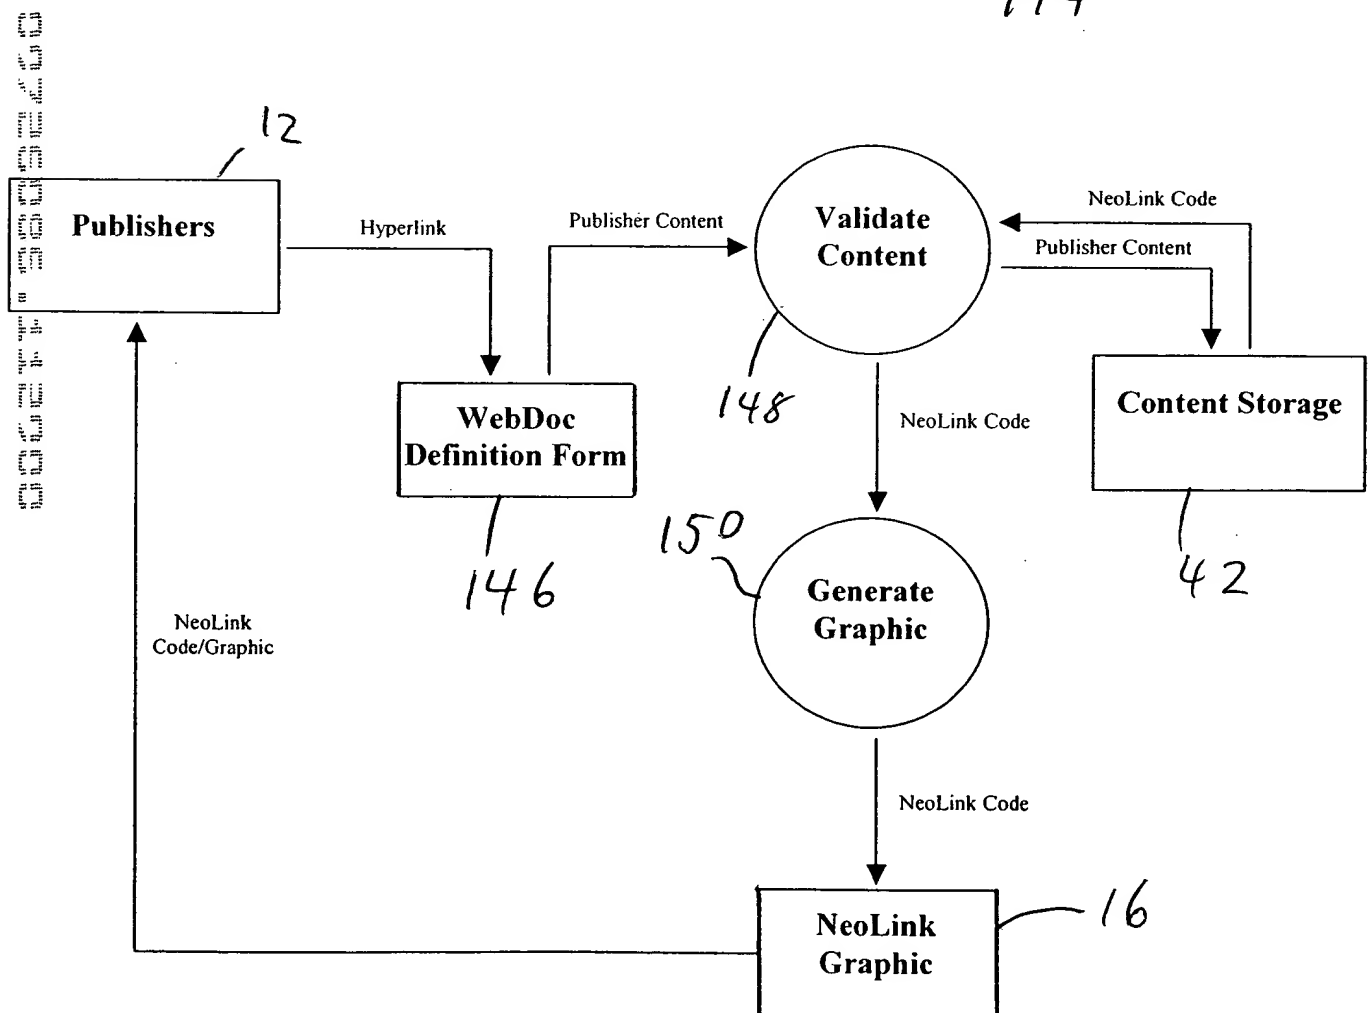 12
Publishers
Hyperlink
Publisher Content
Validate
Content
NeoLink Code
Publisher Content
148
WebDoc
Definition Form
146
NeoLink Code
Content Storage
42
150
Generate
Graphic
NeoLink
Code/Graphic
NeoLink Code
NeoLink
Graphic
16